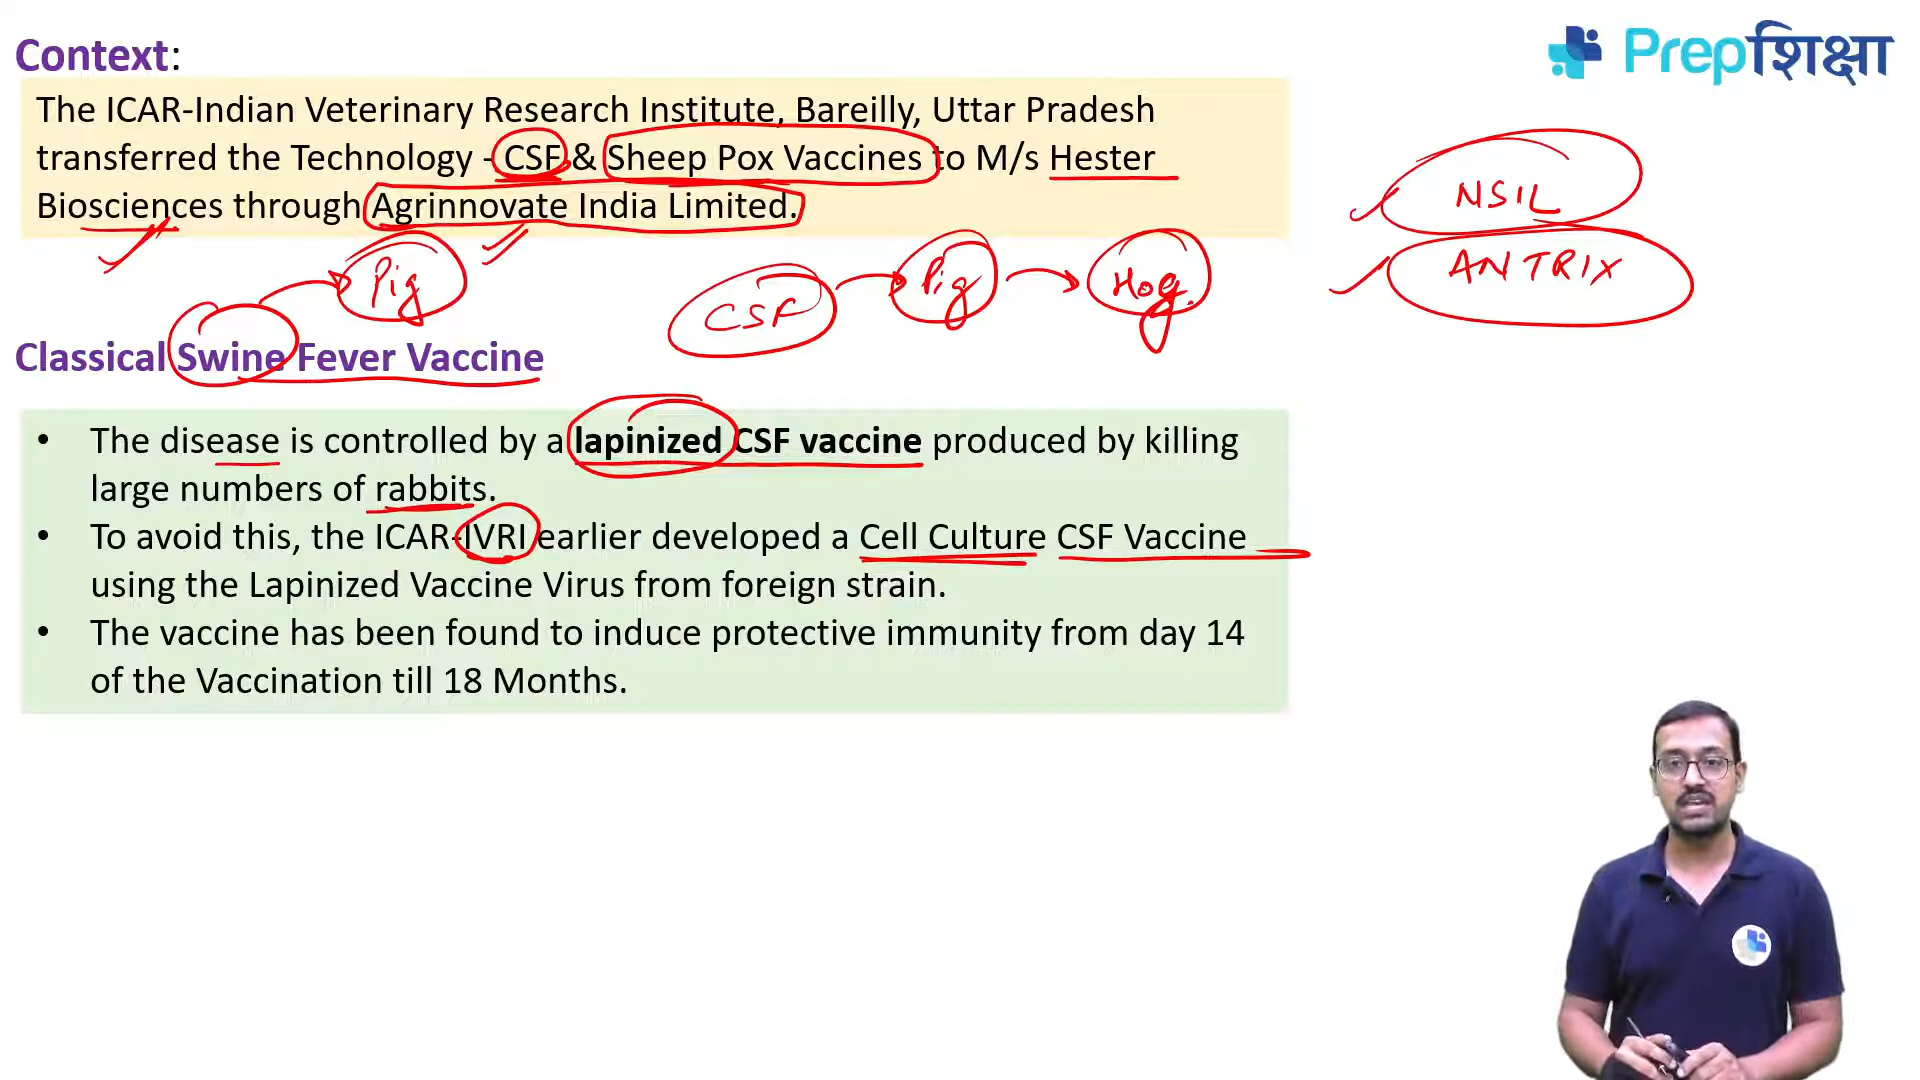 Context:
Prepशिक्षा
The ICAR-Indian Veterinary Research Institute, Bareilly, Uttar Pradesh
transferred the Technology - CSF & Sheep Pox Vaccines to M/s Hester
Biosciences through Agrinnovate India Limited.
NSIL
ANTRIX
Pig
CSF
Pig
Hog.
Classical Swine Fever Vaccine
• The disease is controlled by a lapinized CSF vaccine produced by killing
large numbers of rabbits.
• To avoid this, the ICAR-IVRI earlier developed a Cell Culture CSF Vaccine
using the Lapinized Vaccine Virus from foreign strain.
• The vaccine has been found to induce protective immunity from day 14
of the Vaccination till 18 Months.